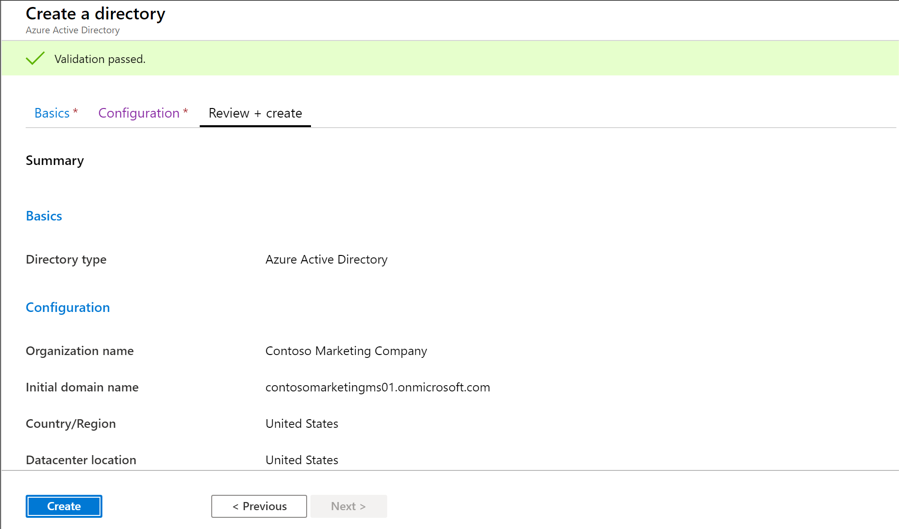 Create a directory
Azure Active Directory
Validation passed.
Basics * Configuration * Review + create
Summary
Basics
Directory type Azure Active Directory
Configuration
Organization name Contoso Marketing Company
Initial domain name contosomarketingms01.onmicrosoft.com
Country/Region United States
Datacenter location United States
Create < Previous Next >